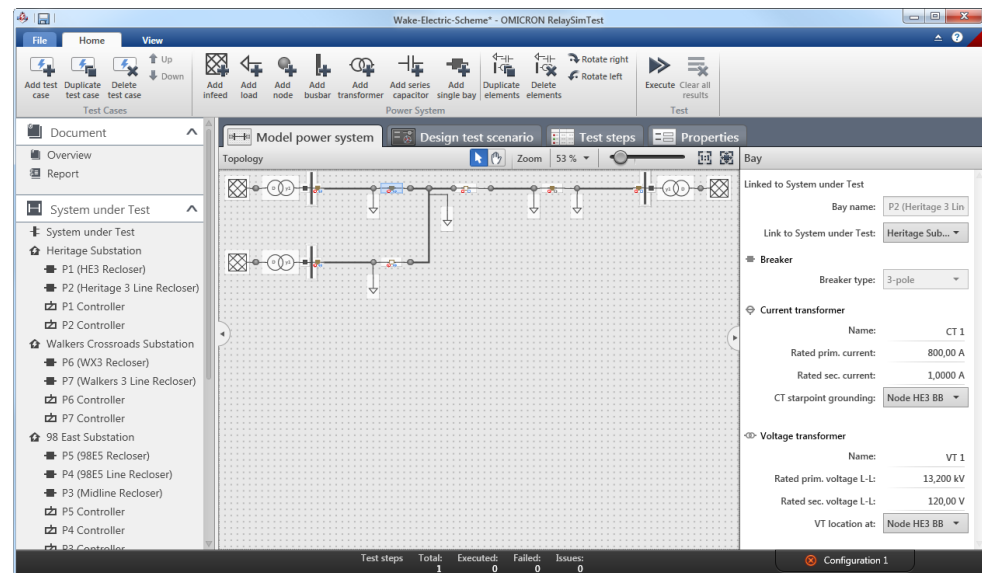 Wake-Electric-Scheme* - OMICRON RelaySimTest
File Home View
Add test case
Duplicate test case
Delete test case
Up
Down
Test Cases
Add infeed
Add load
Add node
Add busbar
Add transformer
Add series capacitor
Add single bay
Duplicate elements
Delete elements
Rotate right
Rotate left
Power System
Execute
Clear all results
Test
Document
Overview
Report
System under Test
System under Test
Heritage Substation
P1 (HE3 Recloser)
P2 (Heritage 3 Line Recloser)
P1 Controller
P2 Controller
Walkers Crossroads Substation
P6 (WX3 Recloser)
P7 (Walkers 3 Line Recloser)
P6 Controller
P7 Controller
98 East Substation
P5 (98E5 Recloser)
P4 (98E5 Line Recloser)
P3 (Midline Recloser)
P5 Controller
P4 Controller
P3 Controller
Model power system
Design test scenario
Test steps
Properties
Topology
Zoom 53 %
1:1
Bay
Linked to System under Test
Bay name: P2 (Heritage 3 Lin
Link to System under Test: Heritage Sub...
Breaker
Breaker type: 3-pole
Current transformer
Name: CT 1
Rated prim. current: 800,00 A
Rated sec. current: 1,0000 A
CT starpoint grounding: Node HE3 BB
Voltage transformer
Name: VT 1
Rated prim. voltage L-L: 13,200 kV
Rated sec. voltage L-L: 120,00 V
VT location at: Node HE3 BB
Test steps Total: Executed: Failed: Issues:
1 0 0 0
Configuration 1